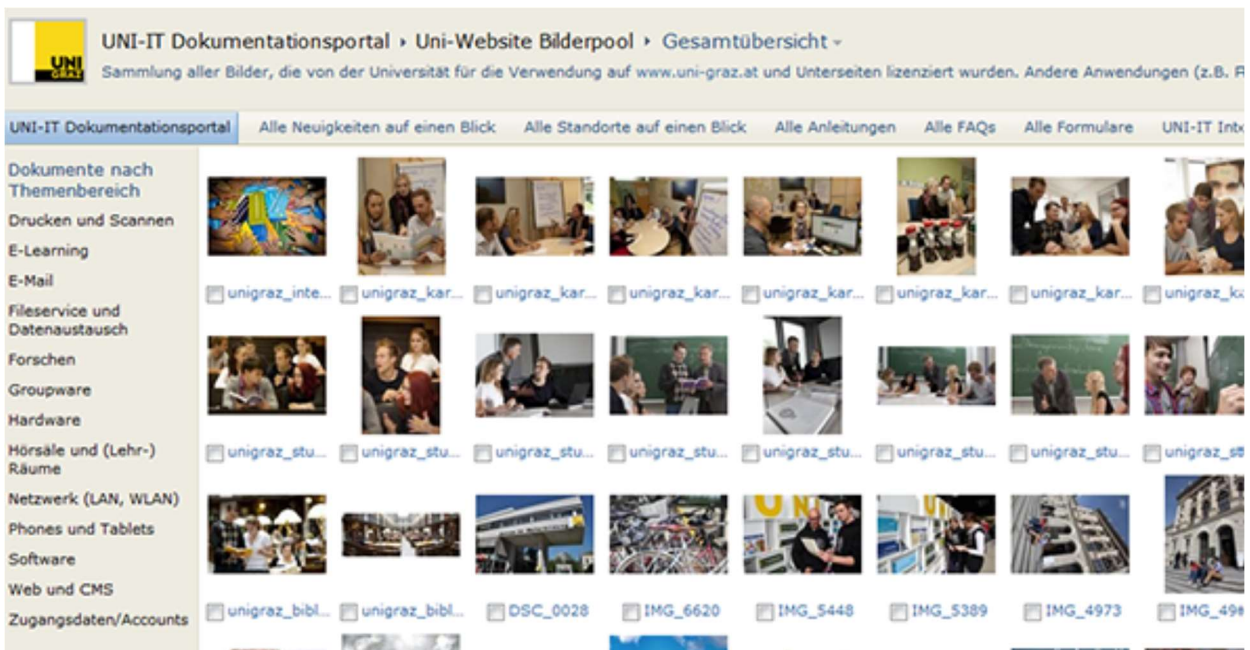 UNI
GRAZ
UNI-IT Dokumentationsportal › Uni-Website Bilderpool › Gesamtübersicht
Sammlung aller Bilder, die von der Universität für die Verwendung auf www.uni-graz.at und Unterseiten lizenziert wurden. Andere Anwendungen (z.B.
UNI-IT Dokumentationsportal Alle Neuigkeiten auf einen Blick Alle Standorte auf einen Blick Alle Anleitungen Alle FAQs Alle Formulare UNI-IT
Dokumente nach
Themenbereich
Drucken und Scannen
E-Learning
E-Mail
Fileservice und
Datenaustausch
Forschen
Groupware
Hardware
Hörsäle und (Lehr-)
Räume
Netzwerk (LAN, WLAN)
Phones und Tablets
Software
Web und CMS
Zugangsdaten/Accounts
unigraz_inte... unigraz_kar... unigraz_kar... unigraz_kar... unigraz_kar... unigraz_kar... unigraz_kar...
unigraz_stu... unigraz_stu... unigraz_stu... unigraz_stu... unigraz_stu... unigraz_stu... unigraz_stu...
unigraz_bibl... unigraz_bibl... DSC_0028 IMG_6620 IMG_5448 IMG_5389 IMG_4973